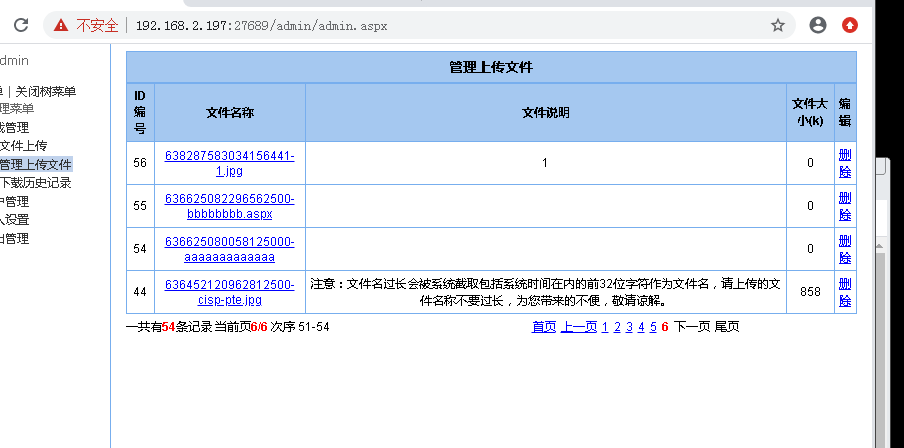 不安全 | 192.168.2.197:27689/admin/admin.aspx
dmin
单 | 关闭树菜单
理菜单
管理
文件上传
管理上传文件
下载历史记录
户管理
人设置
出管理
管理上传文件
ID编号 文件名称 文件说明 文件大小(k) 编辑
56 638287583034156441-1.jpg 1 0 删除
55 636625082296562500-bbbbbbbb.aspx 0 删除
54 636625080058125000-aaaaaaaaaaaaa 0 删除
44 636452120962812500-cisp-pte.jpg 注意：文件名过长会被系统截取包括系统时间在内的前32位字符作为文件名，请上传的文件名称不要过长，为您带来的不便，敬请谅解。 858 删除
一共有54条记录 当前页6/6 次序 51-54 首页 上一页 1 2 3 4 5 6 下一页 尾页